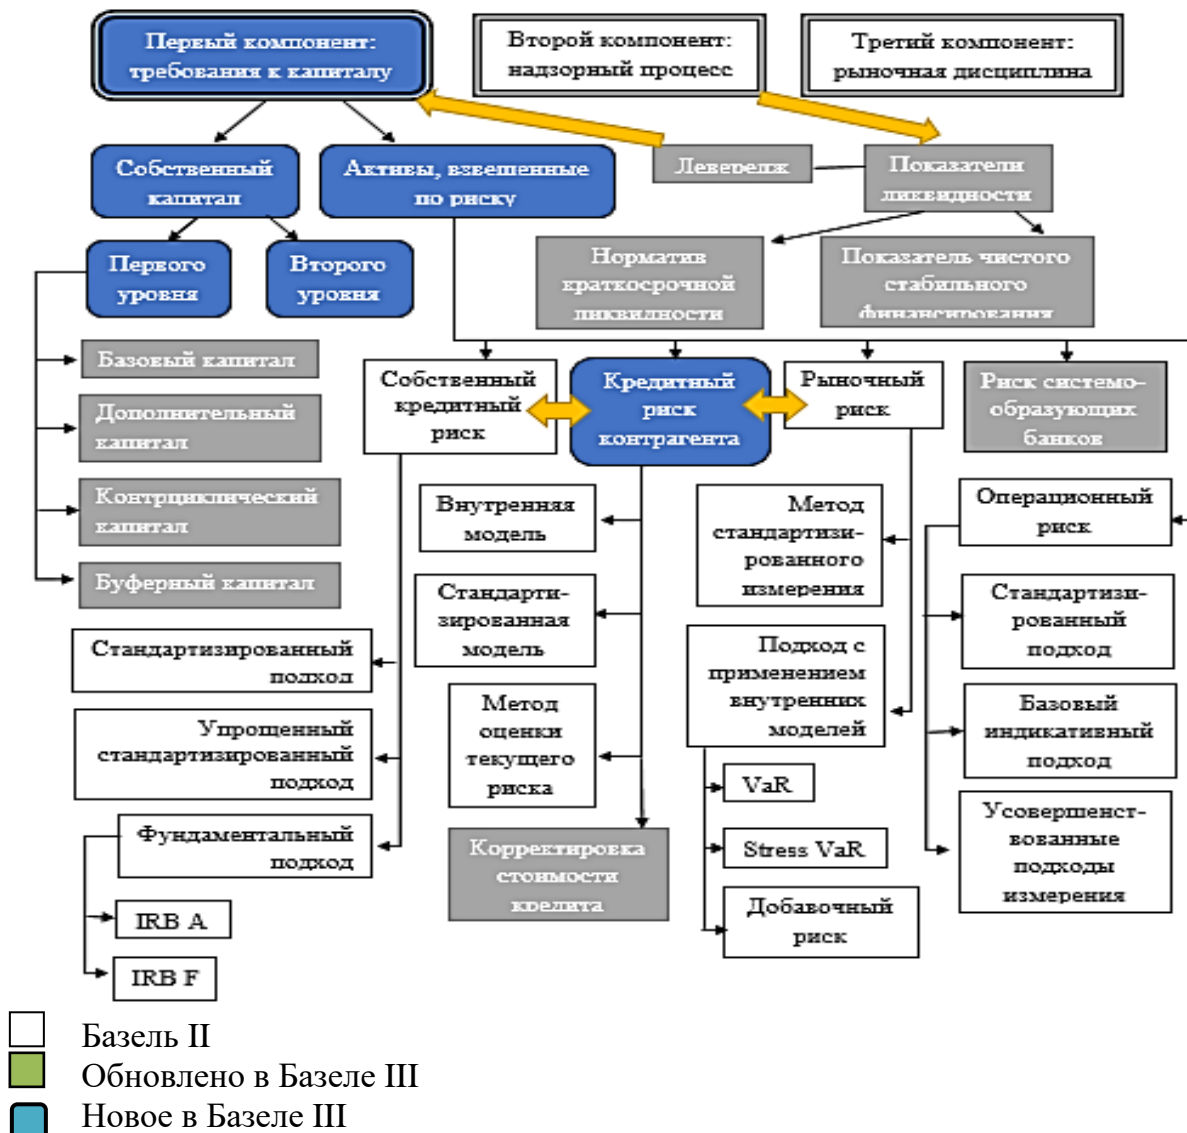 Первый компонент:
требования к капиталу
Второй компонент:
надзорный процесс
Третий компонент:
рыночная дисциплина
Собственный
капитал
Активы, взвешенные
по риску
Левередж
Показатели
ликвидности
Первого
уровня
Второго
уровня
Норматив
краткосрочной
ликвидности
Показатель чистого
стабильного
финансирования
Базовый капитал
Дополнительный
капитал
Контрциклический
капитал
Буферный капитал
Собственный
кредитный
риск
Кредитный
риск
контрагента
Рыночный
риск
Риск системо-
образующих
банков
Внутренняя
модель
Стандарти-
зированная
модель
Метод
оценки
текущего
риска
Корректировка
стоимости
кредита
Метод
стандартизи-
рованного
измерения
Подход с
применением
внутренних
моделей
VaR
Stress VaR
Добавочный
риск
Операционный
риск
Стандартизи-
рованный
подход
Базовый
индикативный
подход
Усовершенст-
вованные
подходы
измерения
Стандартизированный
подход
Упрощенный
стандартизированный
подход
Фундаментальный
подход
IRB A
IRB F
Базель II
Обновлено в Базеле III
Новое в Базеле III